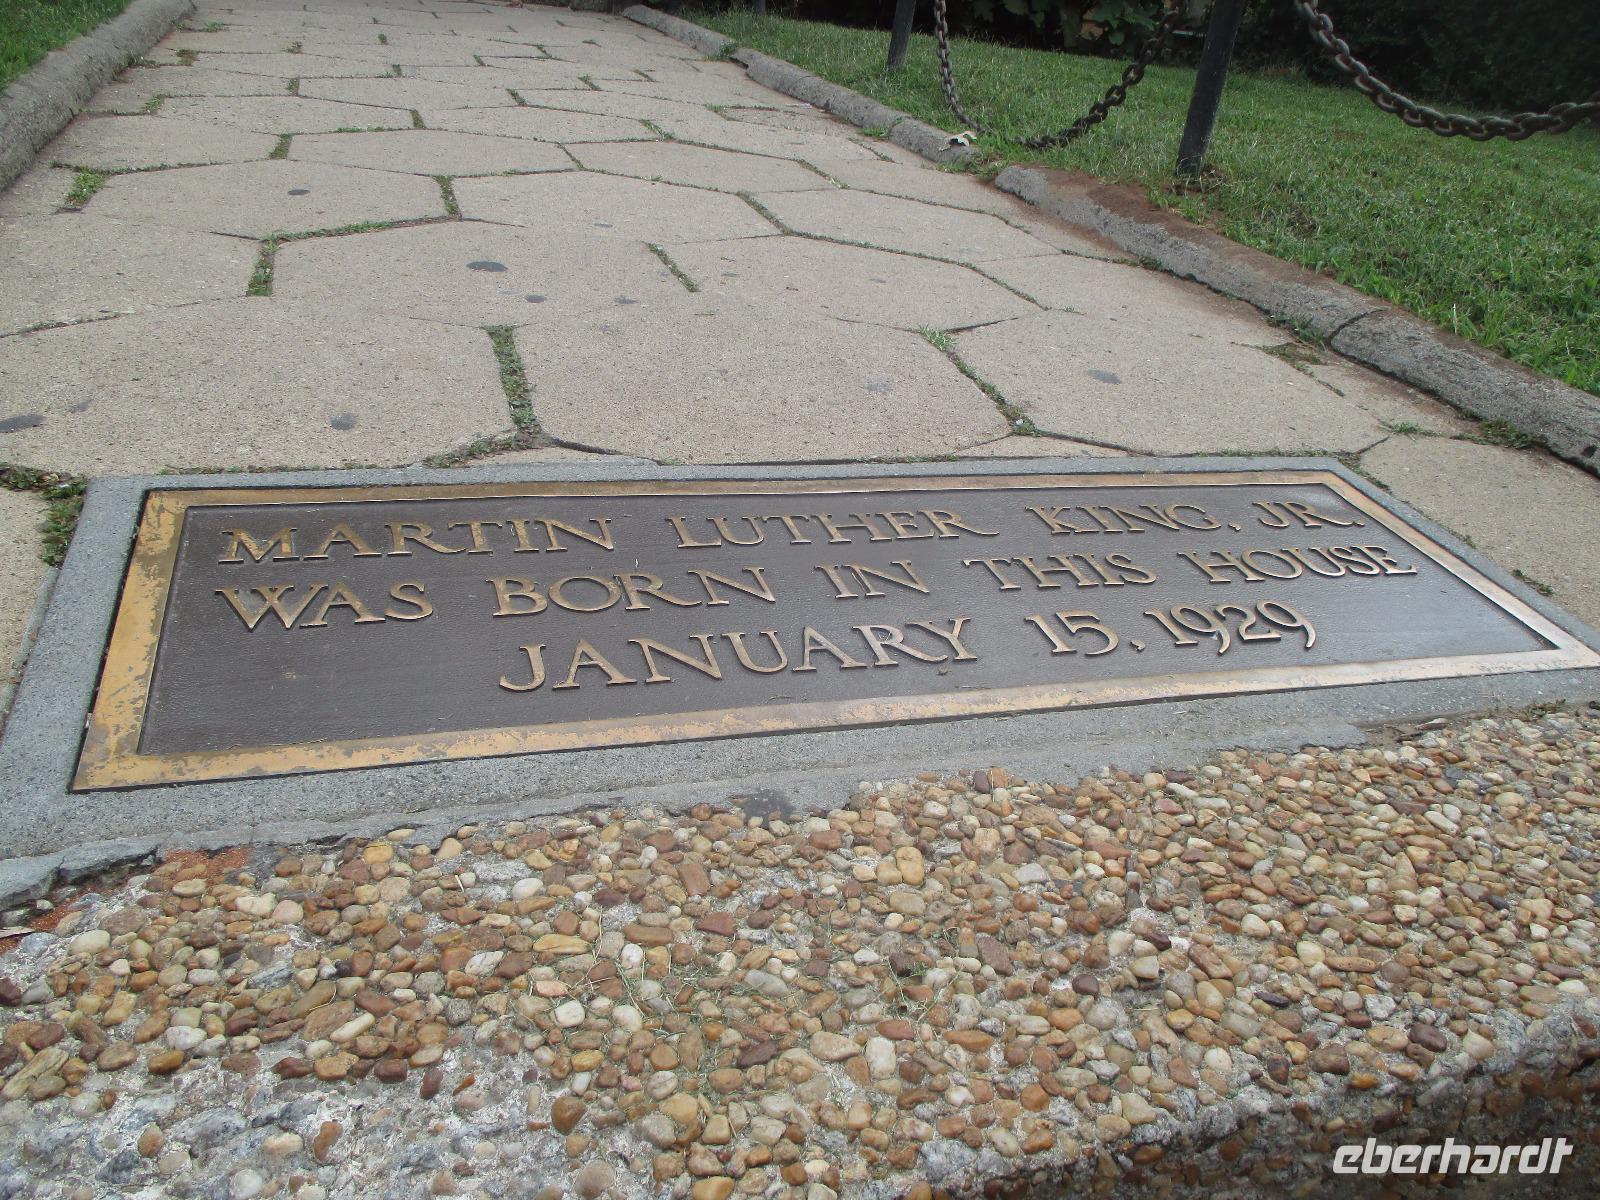 MARTIN LUTHER KING, JR.
WAS BORN IN THIS HOUSE
JANUARY 15, 1929
eberhardt